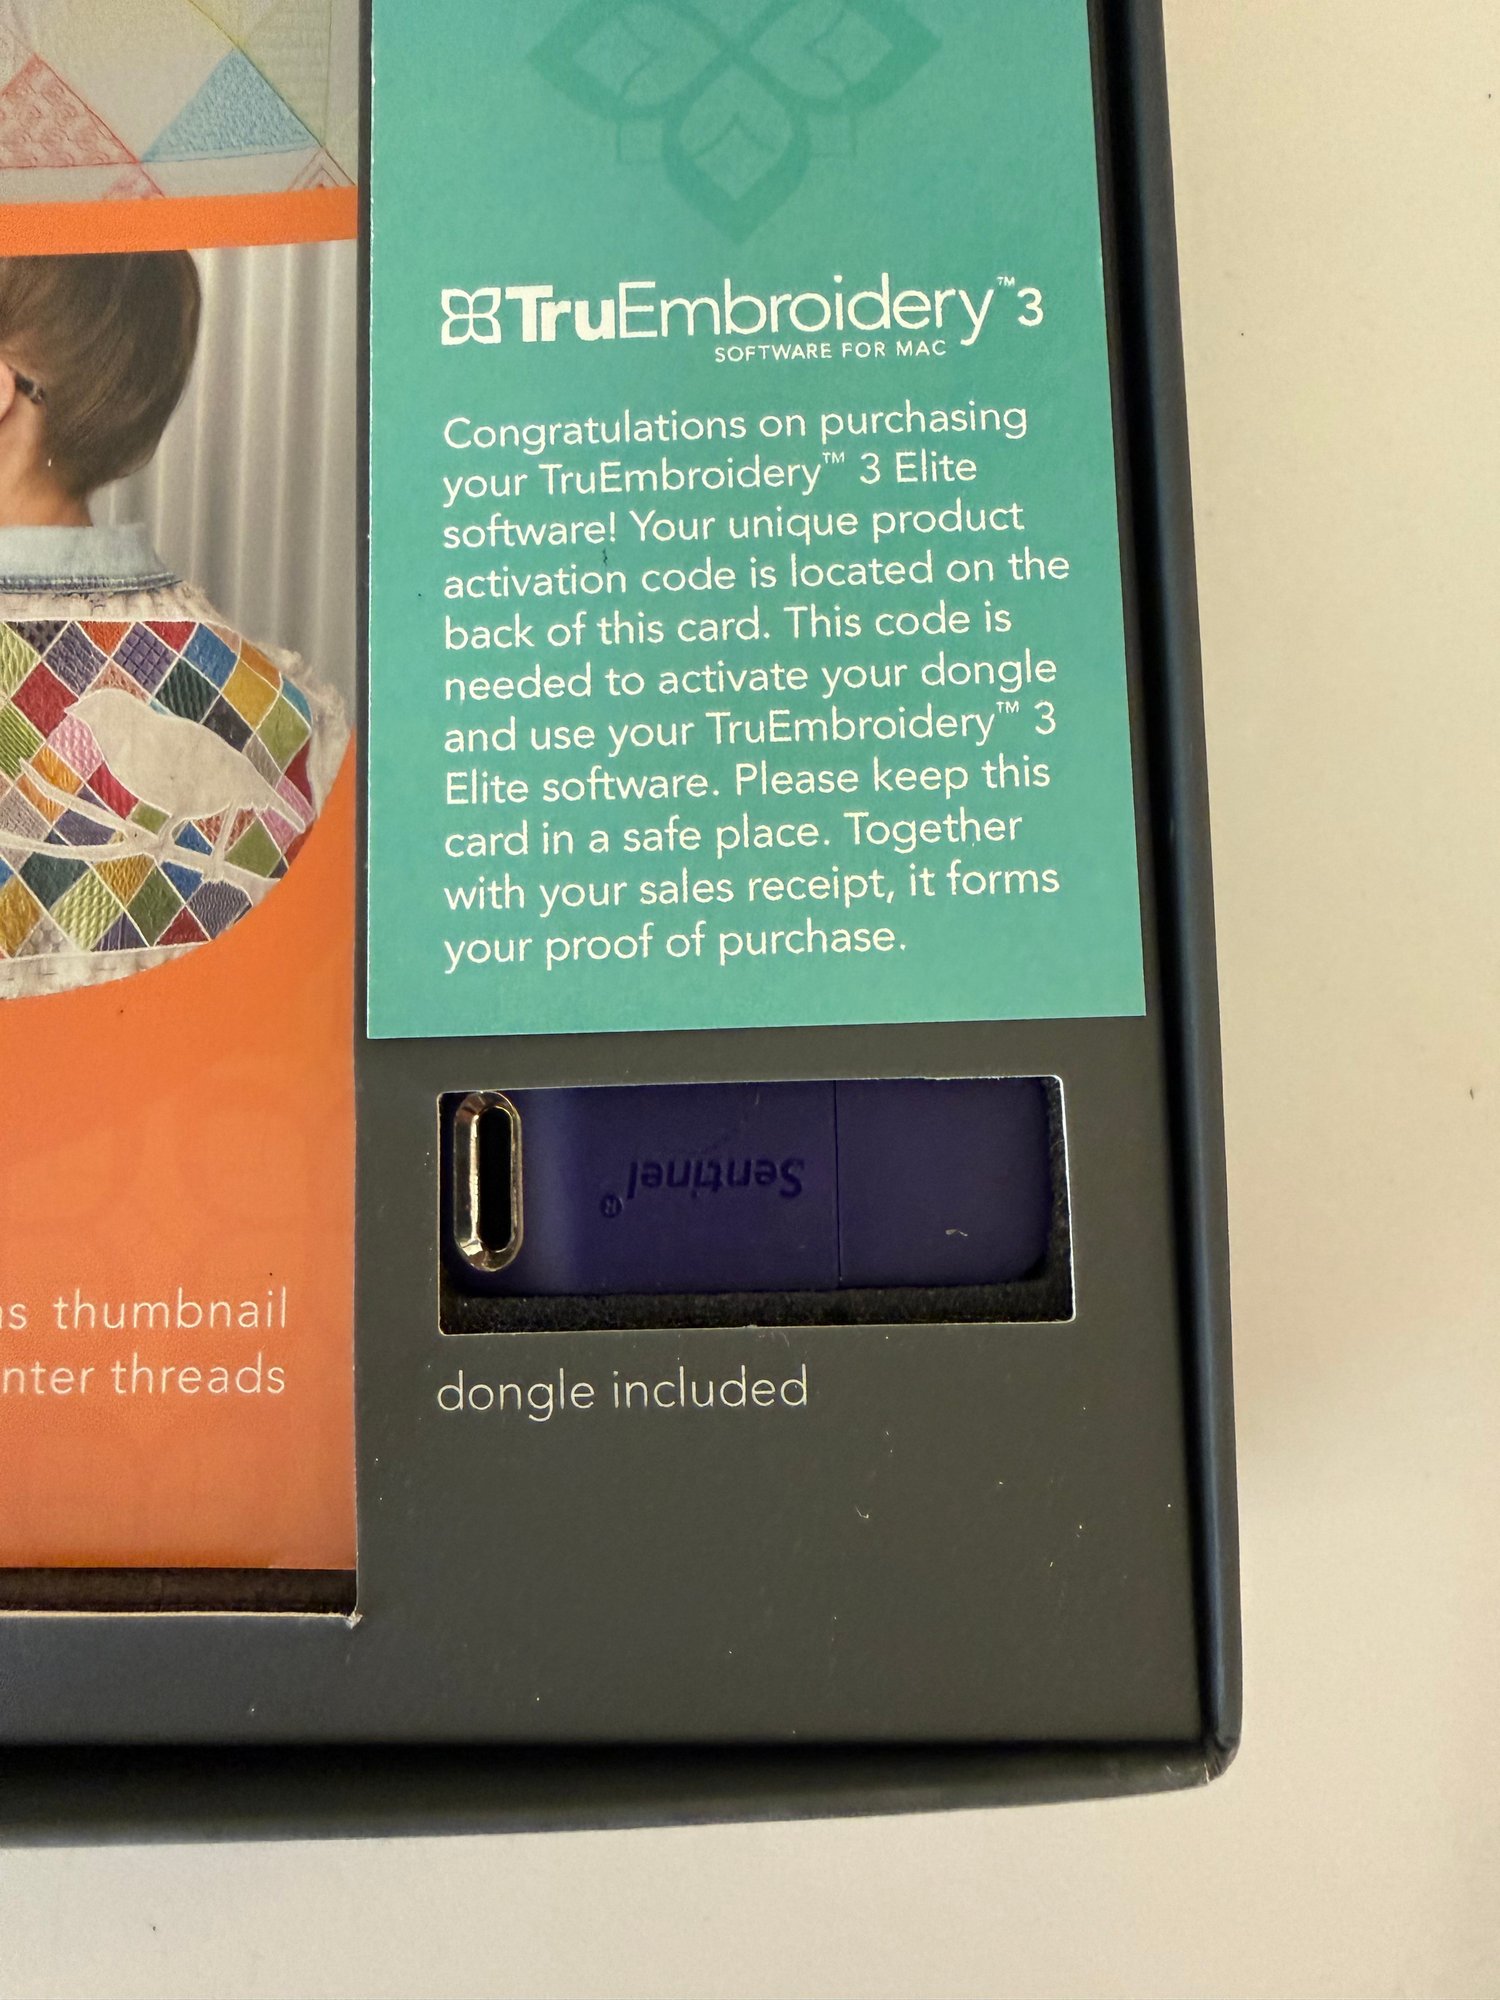 TruEmbroidery™ 3
SOFTWARE FOR MAC
Congratulations on purchasing
your TruEmbroidery™ 3 Elite
software! Your unique product
activation code is located on the
back of this card. This code is
needed to activate your dongle
and use your TruEmbroidery™ 3
Elite software. Please keep this
card in a safe place. Together
with your sales receipt, it forms
your proof of purchase.
Sentinel®
dongle included
thumbnail
threads